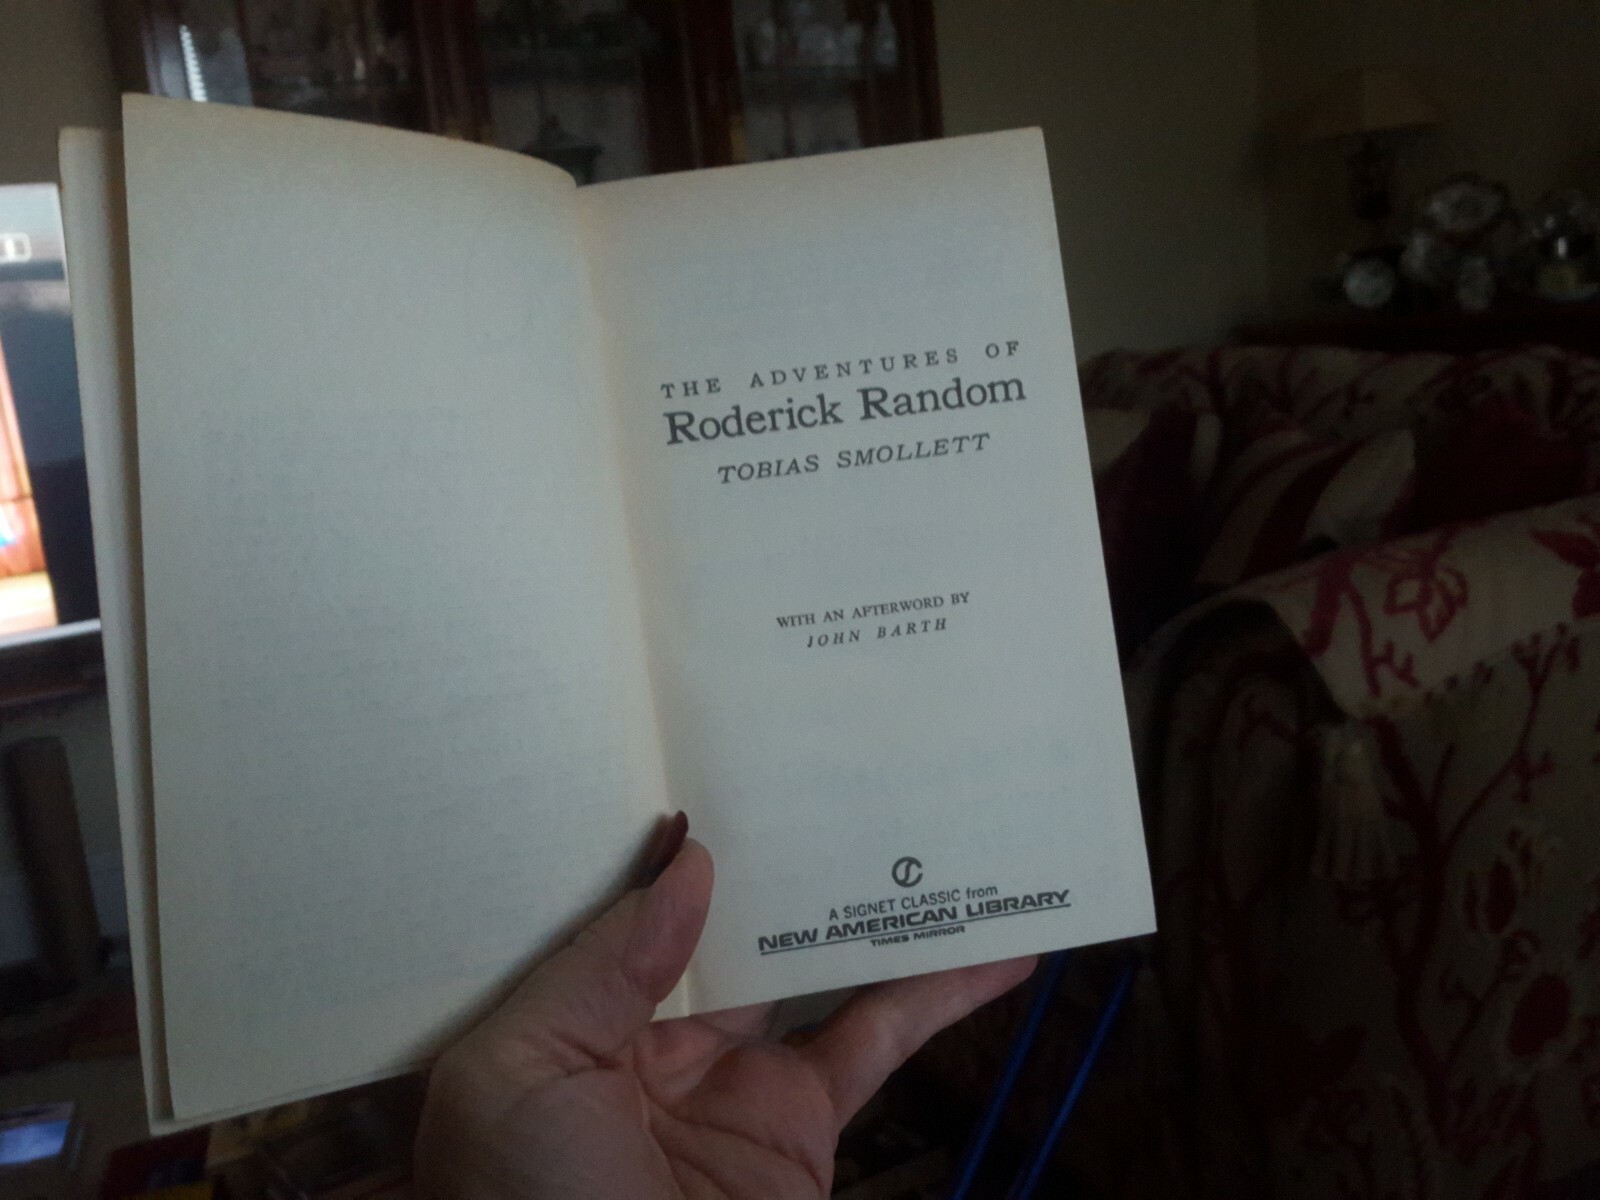 THE ADVENTURES OF
Roderick Random
TOBIAS SMOLLETT
WITH AN AFTERWORD BY
JOHN BARTH
A SIGNET CLASSIC from
NEW AMERICAN LIBRARY
TIMES MIRROR